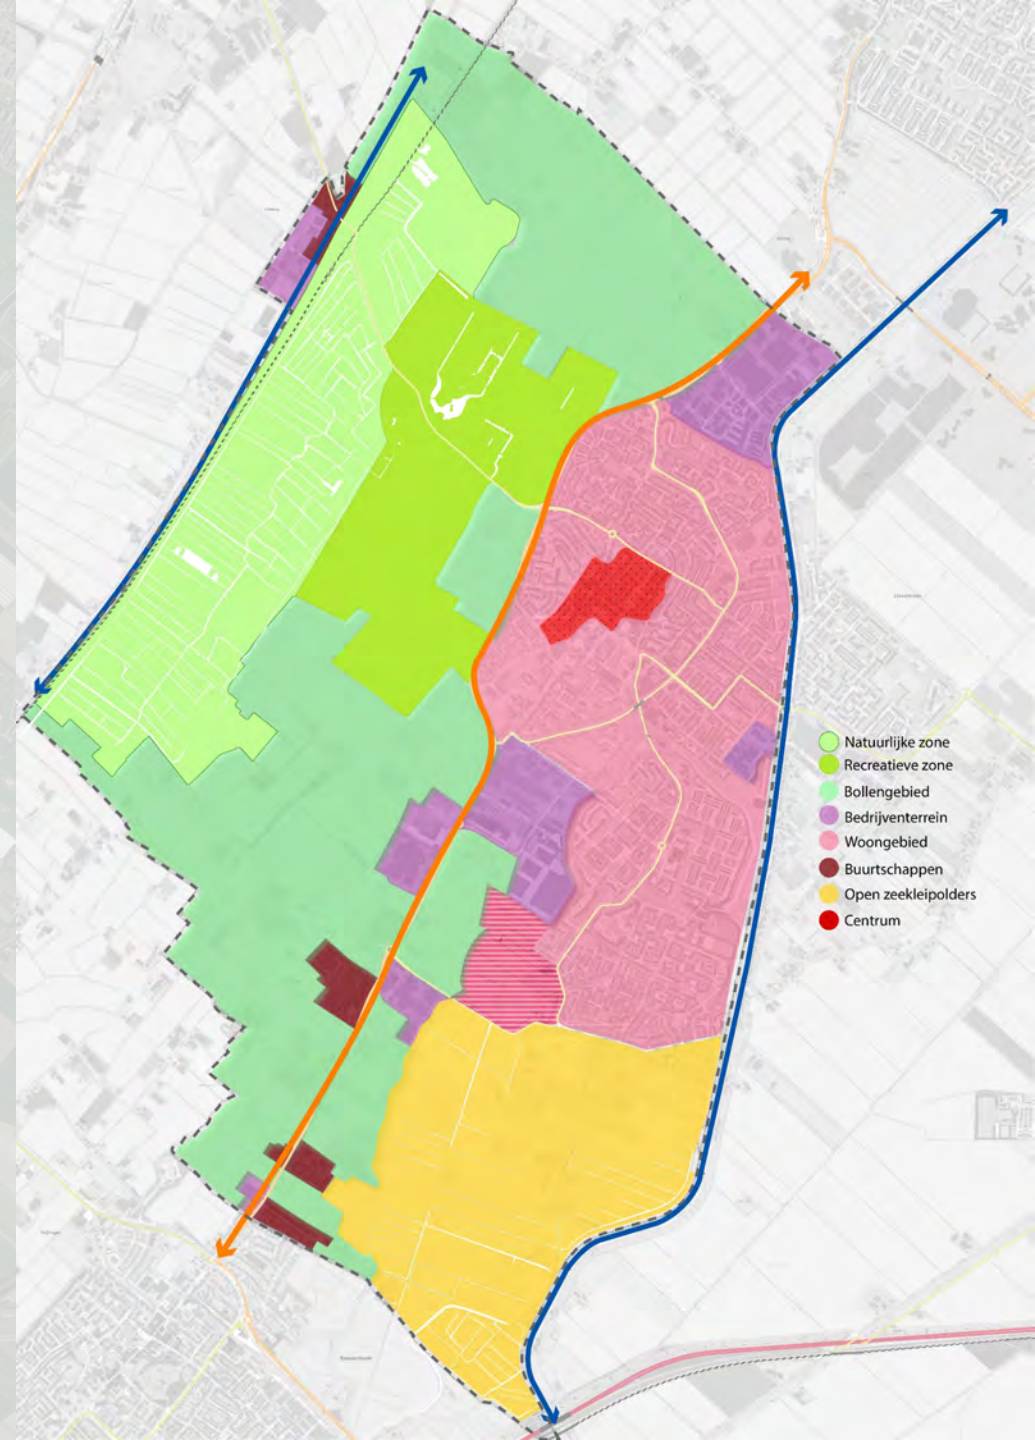 Natuurlijke zone
Recreatieve zone
Bollengebied
Bedrijventerrein
Woongebied
Buurtschappen
Open zeekleipolders
Centrum